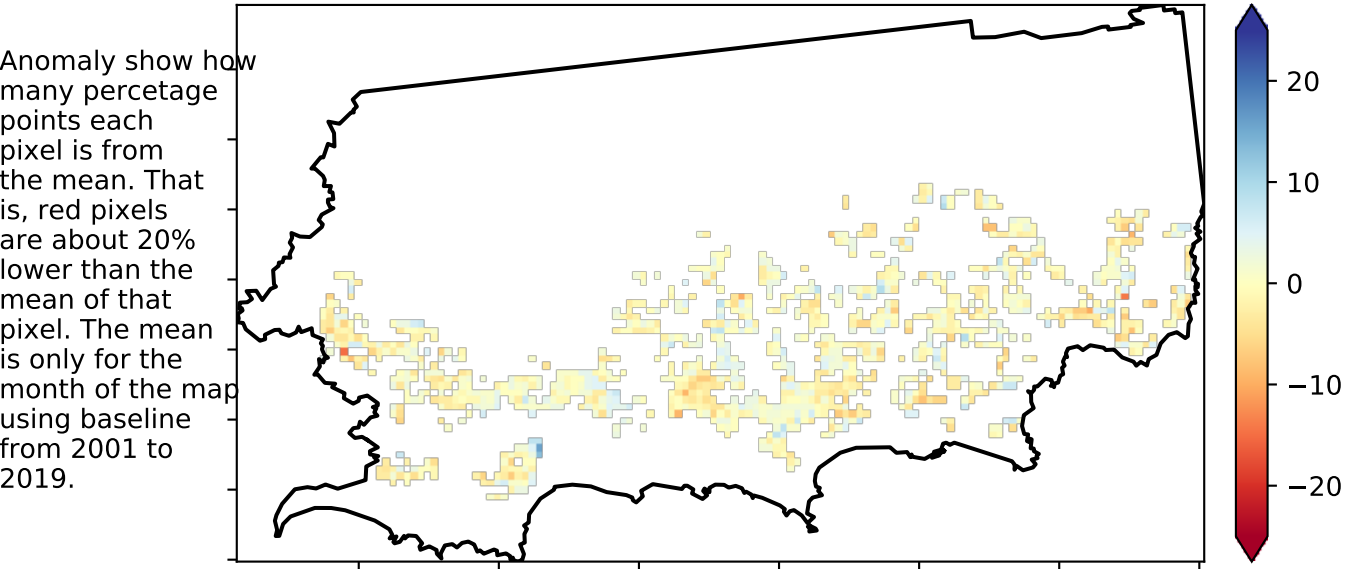 Anomaly show how
many percetage
points each
pixel is from
the mean. That
is, red pixels
are about 20%
lower than the
mean of that
pixel. The mean
is only for the
month of the map
using baseline
from 2001 to
2019.
20
10
0
−10
−20